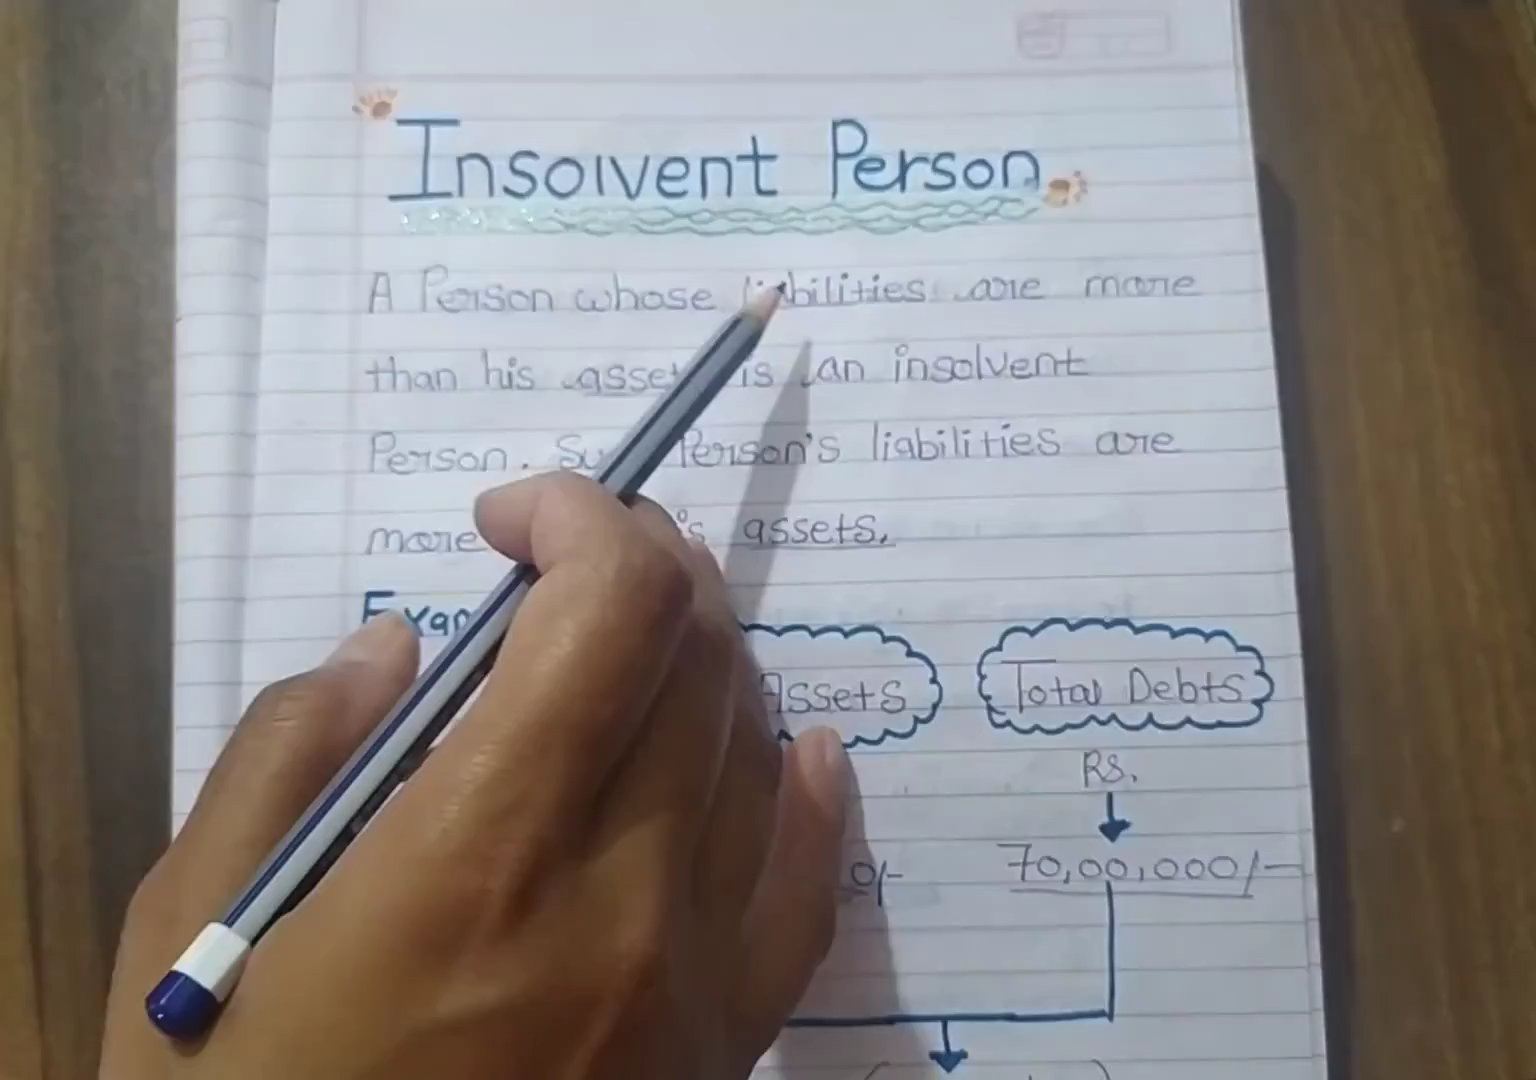 Insolvent Person
A Person whose liabilities are more
than his is an insolvent
Person. Person's liabilities are
more assets.
Assets
Total Debts
Rs.
0/-
70,00,000/-